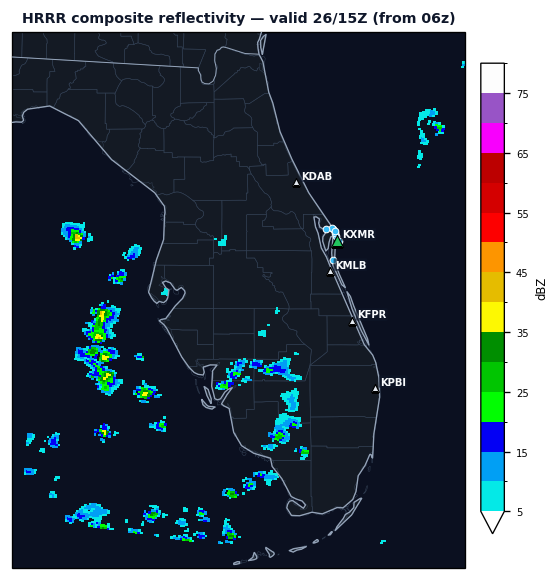 HRRR composite reflectivity — valid 26/15Z (from 06z)
KDAB
KXMR
KMLB
KFPR
KPBI
75
65
55
45
35
25
15
5
dBZ